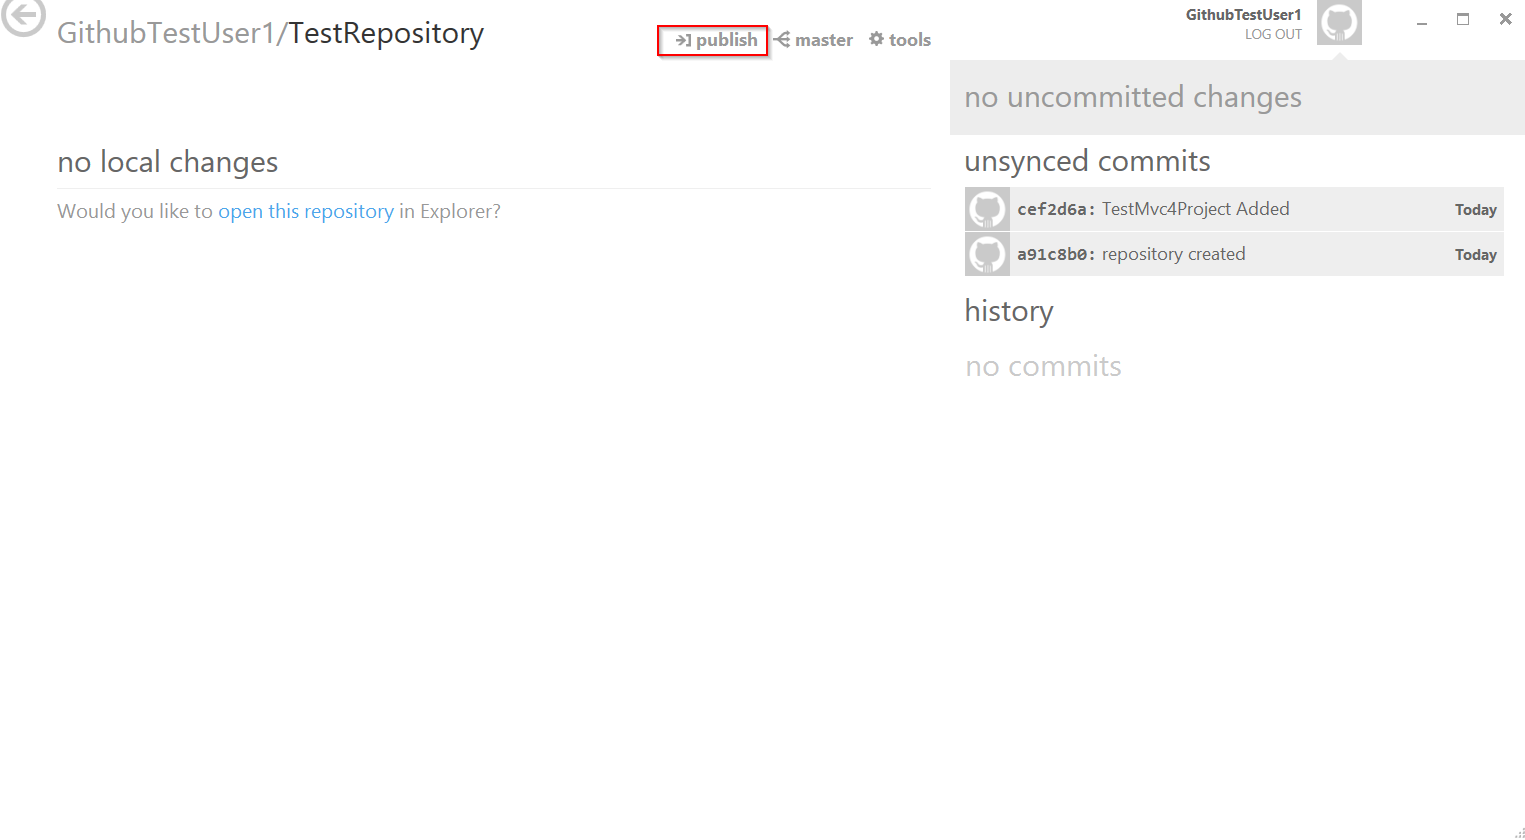 GithubTestUser1/TestRepository
publish
master
tools
GithubTestUser1
LOG OUT
no local changes
Would you like to open this repository in Explorer?
no uncommitted changes
unsynced commits
cef2d6a: TestMvc4Project Added Today
a91c8b0: repository created Today
history
no commits